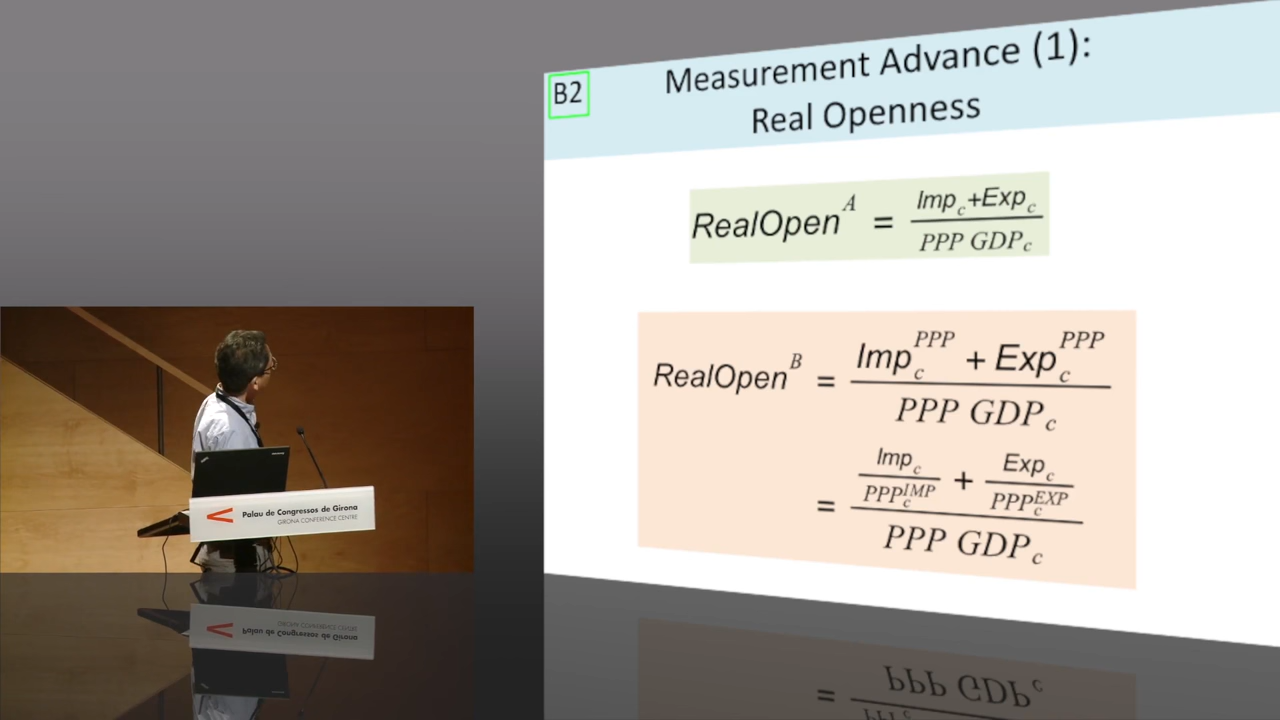 B2
Measurement Advance (1):
Real Openness
RealOpen^A = (Imp_c+Exp_c) / (PPP GDP_c)
RealOpen^B = (Imp_c^PPP + Exp_c^PPP) / (PPP GDP_c)
= (Imp_c / PPP_c^IMP + Exp_c / PPP_c^EXP) / (PPP GDP_c)
Palau de Congressos de Girona
GIRONA CONFERENCE CENTRE